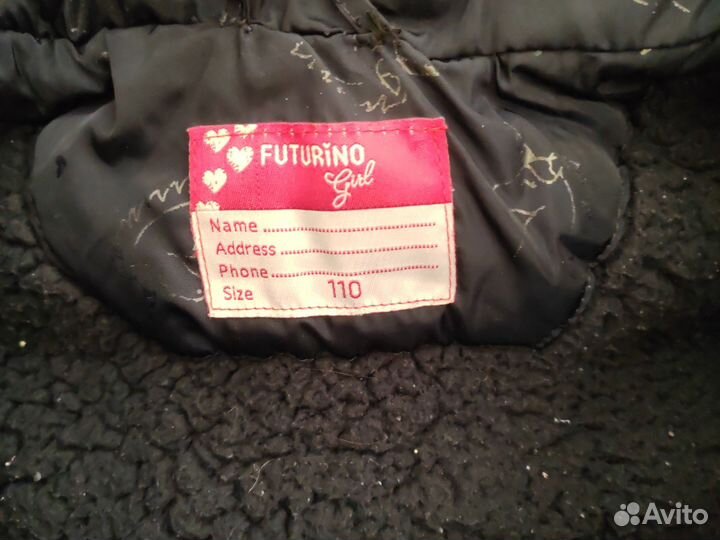 FUTURiNO
Girl
Name
Address
Phone
Size 110
Avito